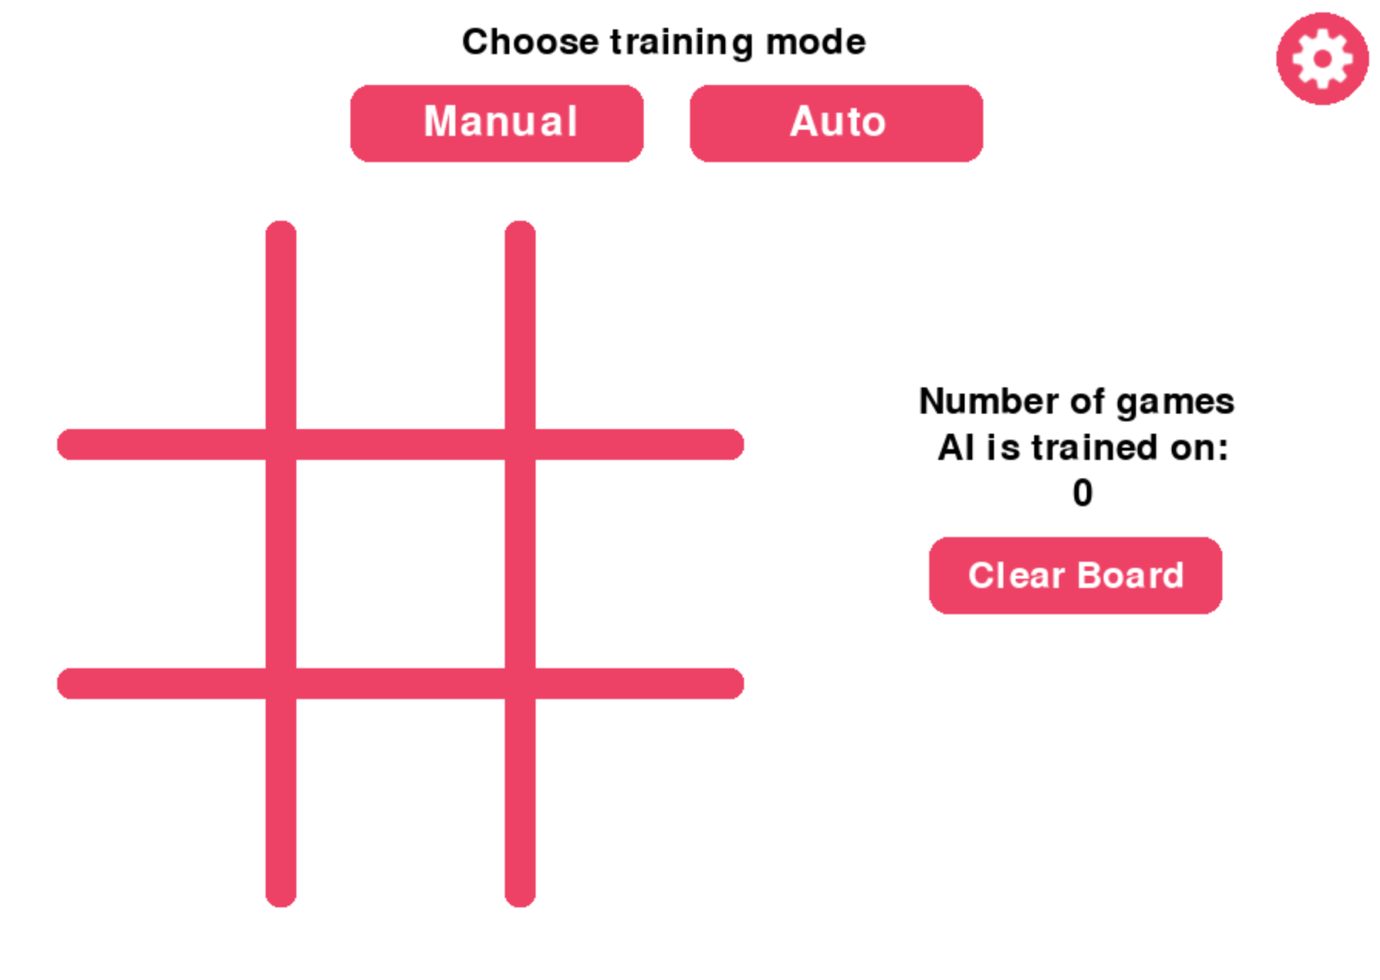 Choose training mode
Manual
Auto
Number of games
AI is trained on:
0
Clear Board